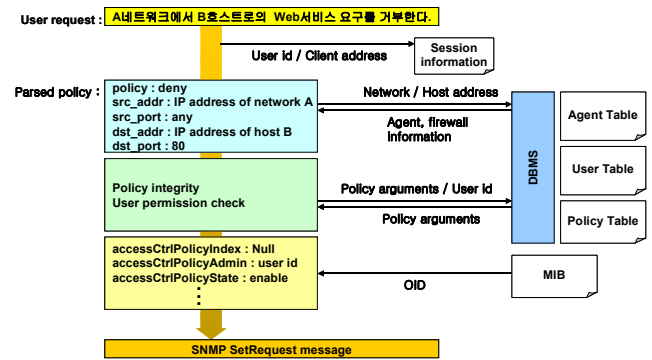 User request : A네트워크에서 B호스트로의 Web서비스 요구를 거부한다.
User id / Client address
Session
information
Parsed policy :
policy : deny
src_addr : IP address of network A
src_port : any
dst_addr : IP address of host B
dst_port : 80
Network / Host address
Agent, firewall
information
DBMS
Agent Table
User Table
Policy Table
Policy integrity
User permission check
Policy arguments / User id
Policy arguments
accessCtrlPolicyIndex : Null
accessCtrlPolicyAdmin : user id
accessCtrlPolicyState : enable
OID
MIB
SNMP SetRequest message